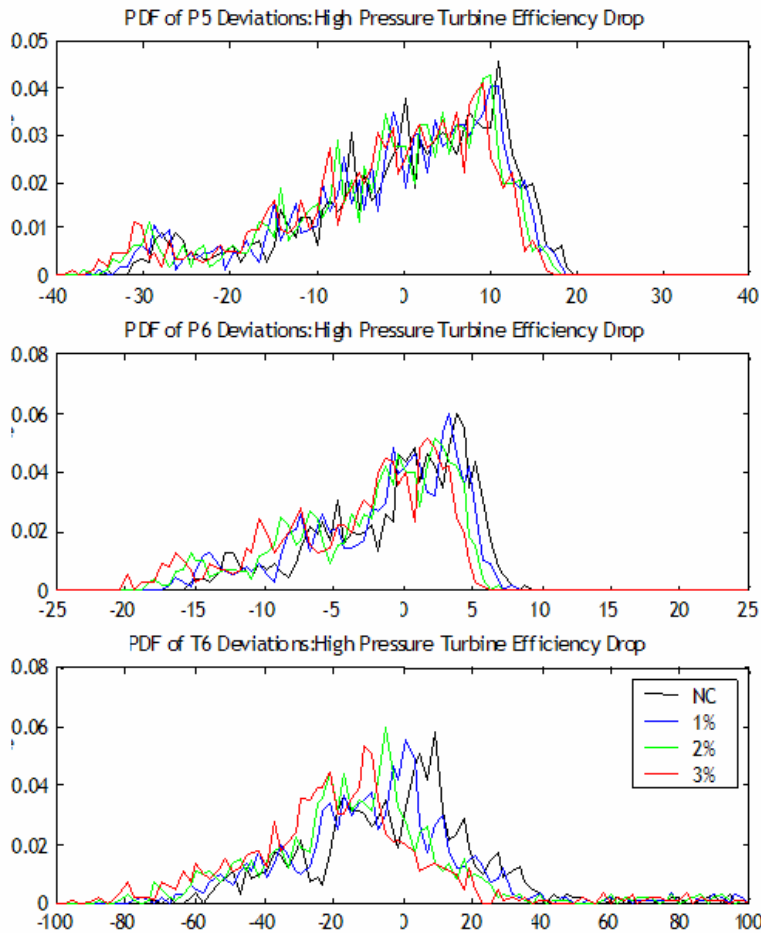 PDF of P5 Deviations:High Pressure Turbine Efficiency Drop
0.05
0.04
0.03
0.02
0.01
0
-40 -30 -20 -10 0 10 20 30 40
PDF of P6 Deviations:High Pressure Turbine Efficiency Drop
0.08
0.06
0.04
0.02
0
-25 -20 -15 -10 -5 0 5 10 15 20 25
PDF of T6 Deviations:High Pressure Turbine Efficiency Drop
0.08
0.06
0.04
0.02
0
NC
1%
2%
3%
-100 -80 -60 -40 -20 0 20 40 60 80 100